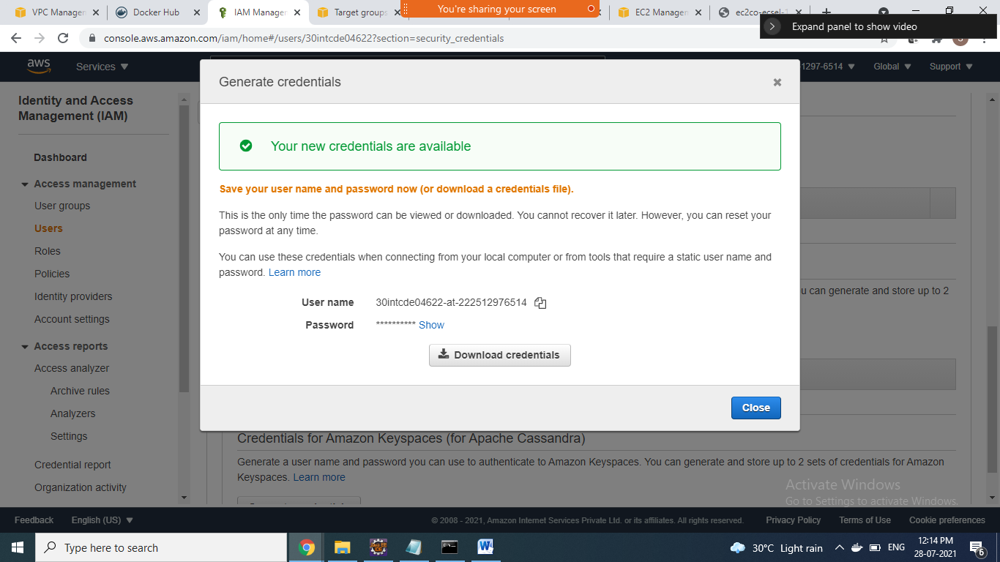 VPC Managem
Docker Hub
IAM Manager
Target groups
You're sharing your screen
EC2 Managem
ecs2co-ecsel-1
Expand panel to show video
console.aws.amazon.com/iam/home#/users/30intcde04622?section=security_credentials
aws
Services
1297-6514
Global
Support
Identity and Access
Management (IAM)
Dashboard
Access management
User groups
Users
Roles
Policies
Identity providers
Account settings
Access reports
Access analyzer
Archive rules
Analyzers
Settings
Credential report
Organization activity
Generate credentials
Your new credentials are available
Save your user name and password now (or download a credentials file).
This is the only time the password can be viewed or downloaded. You cannot recover it later. However, you can reset your
password at any time.
You can use these credentials when connecting from your local computer or from tools that require a static user name and
password. Learn more
User name 30intcde04622-at-222512976514
Password ********** Show
Download credentials
Close
u can generate and store up to 2
Credentials for Amazon Keyspaces (for Apache Cassandra)
Generate a user name and password you can use to authenticate to Amazon Keyspaces. You can generate and store up to 2 sets of credentials for Amazon
Keyspaces. Learn more
Activate Windows
Go to Settings to activate Windows.
Feedback
English (US)
© 2008 - 2021, Amazon Internet Services Private Ltd. or its affiliates. All rights reserved.
Privacy Policy
Terms of Use
Cookie preferences
Type here to search
30°C Light rain
ENG
12:14 PM
28-07-2021
6